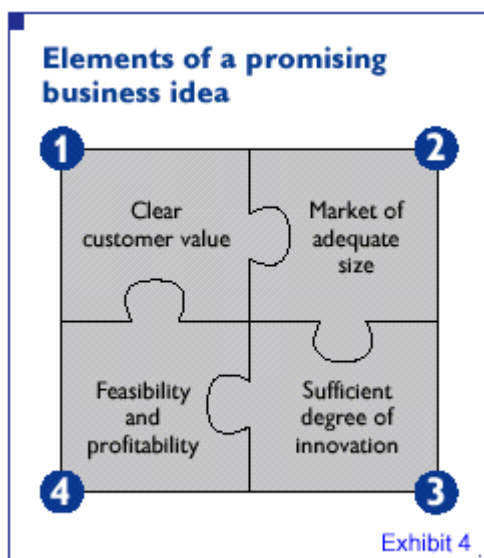 Elements of a promising
business idea
1
Clear
customer value
2
Market of
adequate
size
3
Sufficient
degree of
innovation
4
Feasibility
and
profitability
Exhibit 4